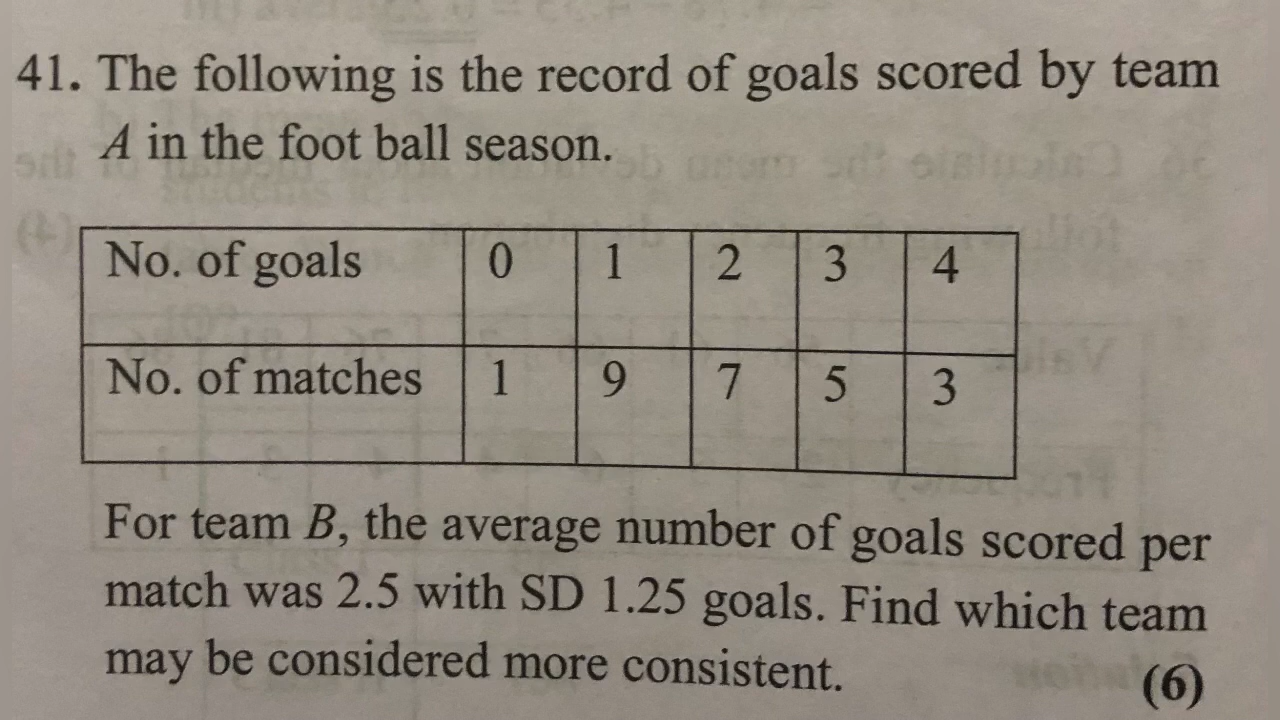 41. The following is the record of goals scored by team
A in the foot ball season.
No. of goals 0 1 2 3 4
No. of matches 1 9 7 5 3
For team B, the average number of goals scored per
match was 2.5 with SD 1.25 goals. Find which team
may be considered more consistent.
(6)